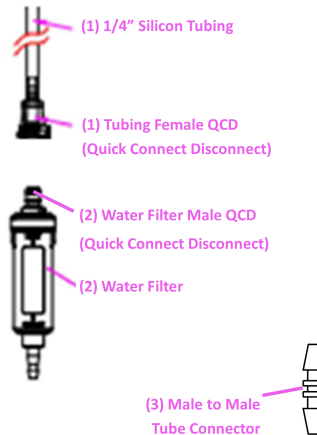 (1) 1/4” Silicon Tubing
(1) Tubing Female QCD
(Quick Connect Disconnect)
(2) Water Filter Male QCD
(Quick Connect Disconnect)
(2) Water Filter
(3) Male to Male
Tube Connector